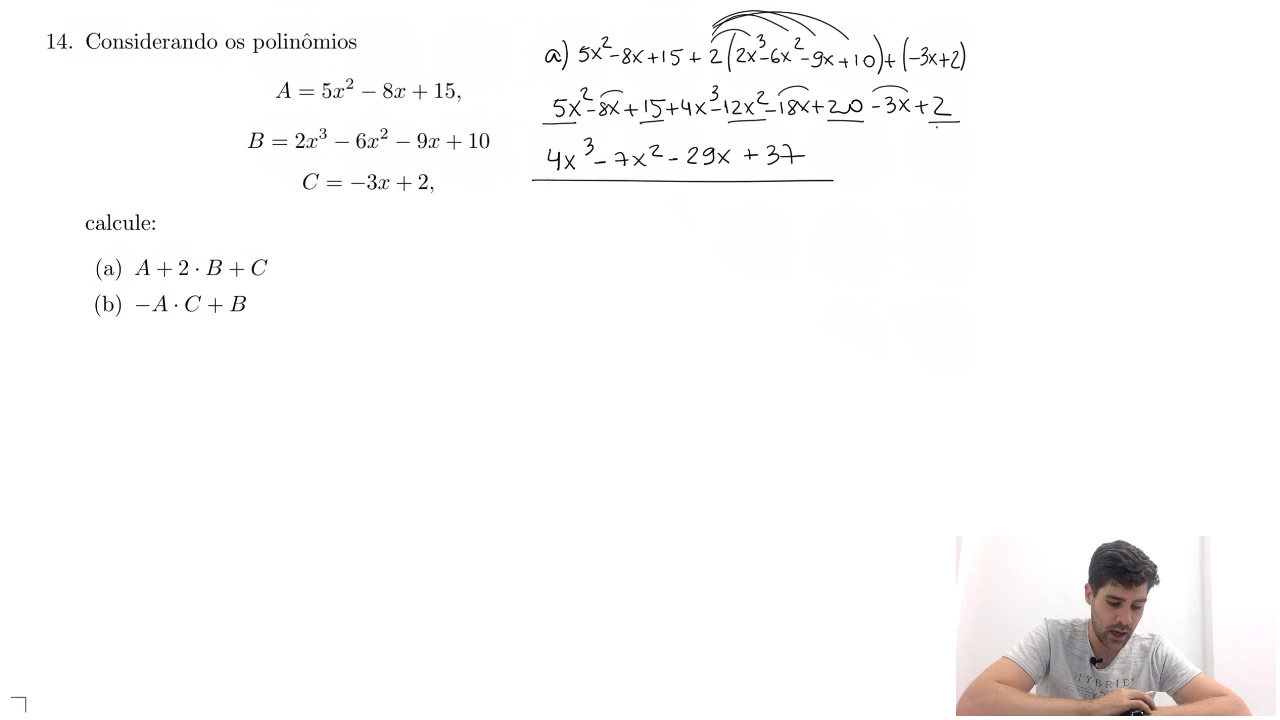 14. Considerando os polinômios
A = 5x² − 8x + 15,
B = 2x³ − 6x² − 9x + 10
C = −3x + 2,
calcule:
(a) A + 2 · B + C
(b) −A · C + B
a) 5x²-8x+15 + 2(2x³-6x²-9x+10)+(-3x+2)
5x²-8x+15+4x³-12x²-18x+20-3x+2
4x³-7x²-29x+37
HYBRID